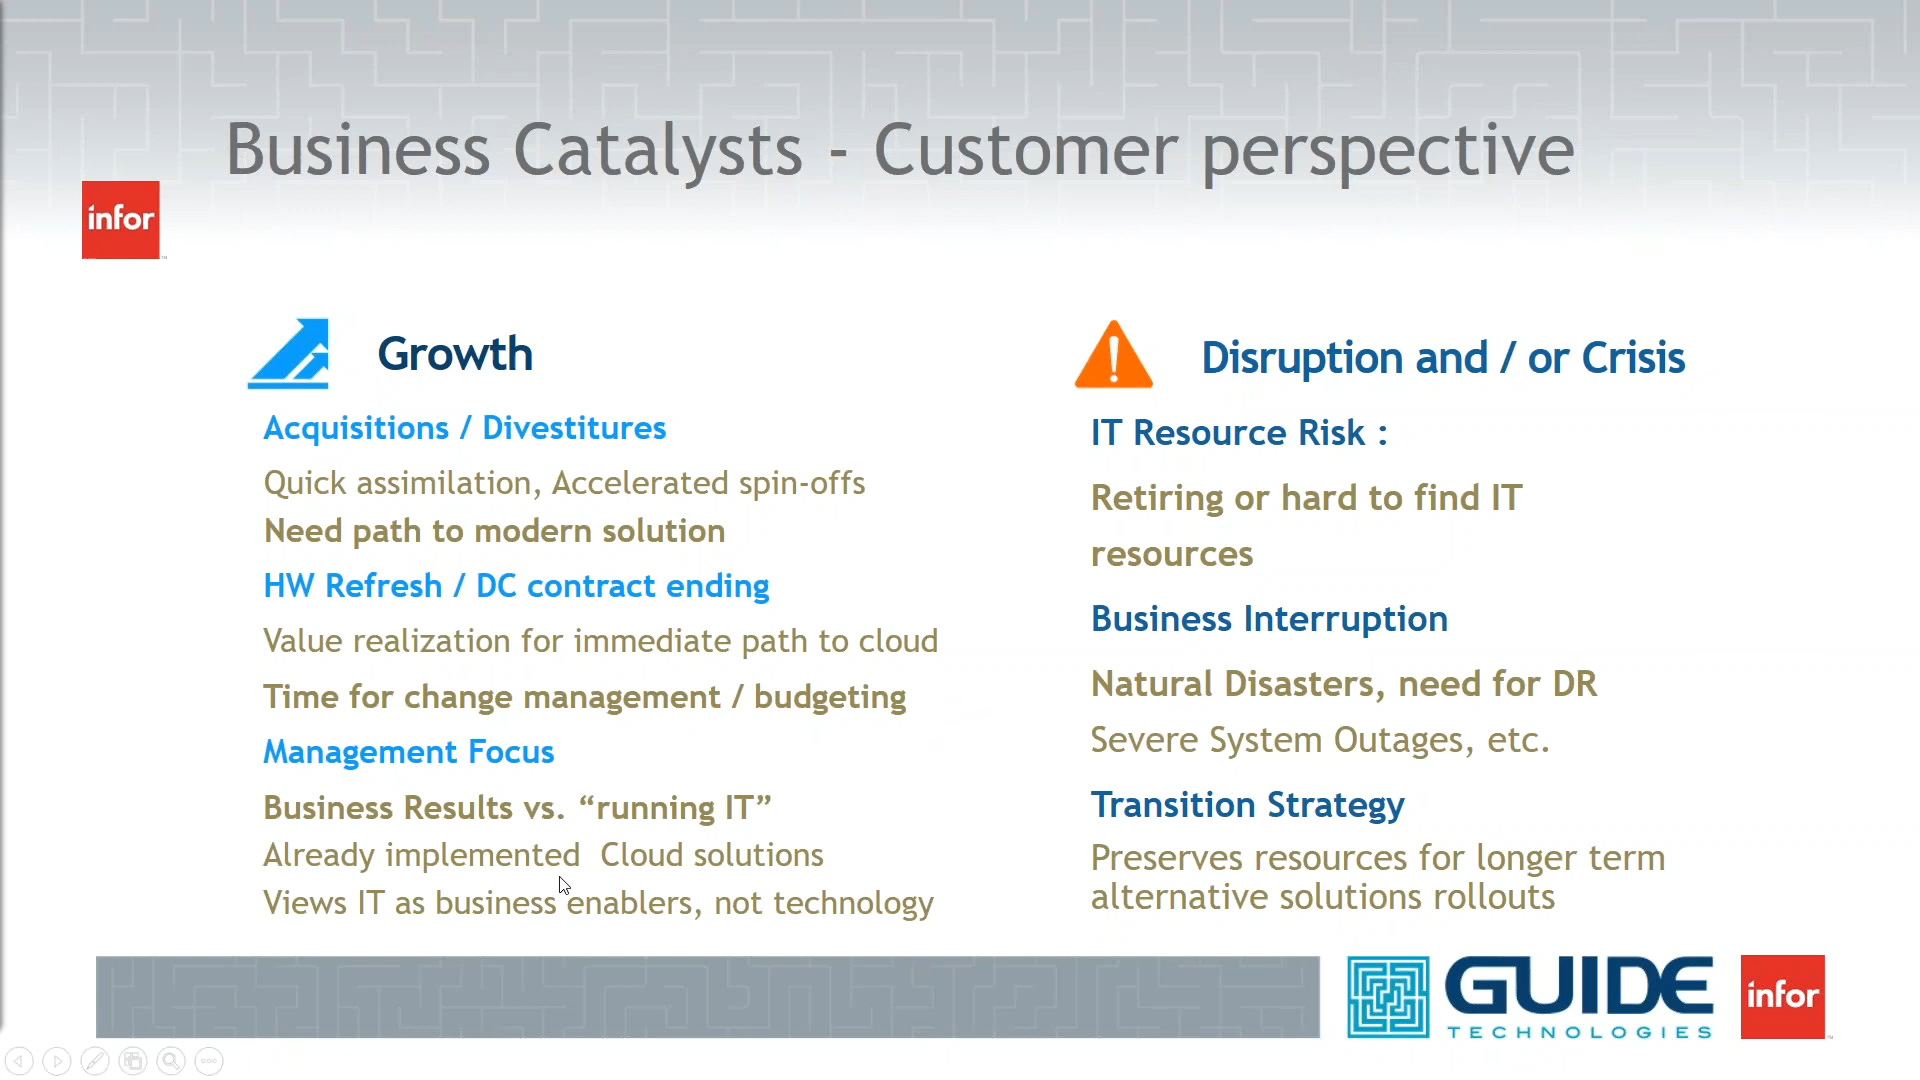 Business Catalysts - Customer perspective
infor
Growth
Acquisitions / Divestitures
Quick assimilation, Accelerated spin-offs
Need path to modern solution
HW Refresh / DC contract ending
Value realization for immediate path to cloud
Time for change management / budgeting
Management Focus
Business Results vs. “running IT”
Already implemented  Cloud solutions
Views IT as business enablers, not technology
Disruption and / or Crisis
IT Resource Risk :
Retiring or hard to find IT
resources
Business Interruption
Natural Disasters, need for DR
Severe System Outages, etc.
Transition Strategy
Preserves resources for longer term
alternative solutions rollouts
GUIDE
TECHNOLOGIES
infor